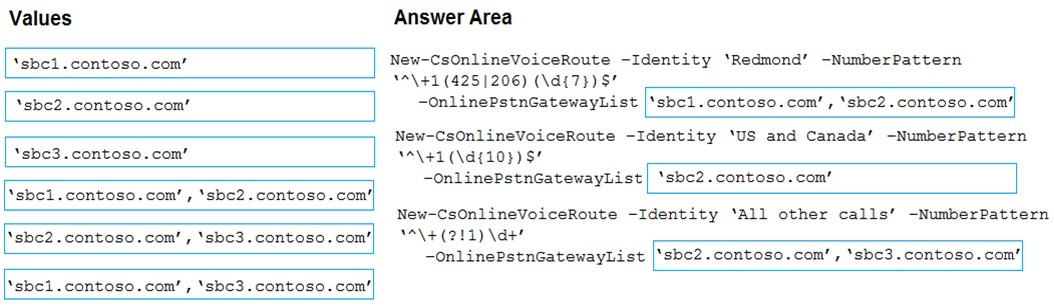 Values
‘sbc1.contoso.com’
‘sbc2.contoso.com’
‘sbc3.contoso.com’
‘sbc1.contoso.com’,‘sbc2.contoso.com’
‘sbc2.contoso.com’,‘sbc3.contoso.com’
‘sbc1.contoso.com’,‘sbc3.contoso.com’
Answer Area
New-CsOnlineVoiceRoute –Identity ‘Redmond’ –NumberPattern
‘^\+1(425|206)(\d{7})$’
–OnlinePstnGatewayList ‘sbc1.contoso.com’,‘sbc2.contoso.com’
New-CsOnlineVoiceRoute –Identity ‘US and Canada’ –NumberPattern
‘^\+1(\d{10})$’
–OnlinePstnGatewayList ‘sbc2.contoso.com’
New-CsOnlineVoiceRoute –Identity ‘All other calls’ –NumberPattern
‘^\+(?!1)\d+’
–OnlinePstnGatewayList ‘sbc2.contoso.com’,‘sbc3.contoso.com’